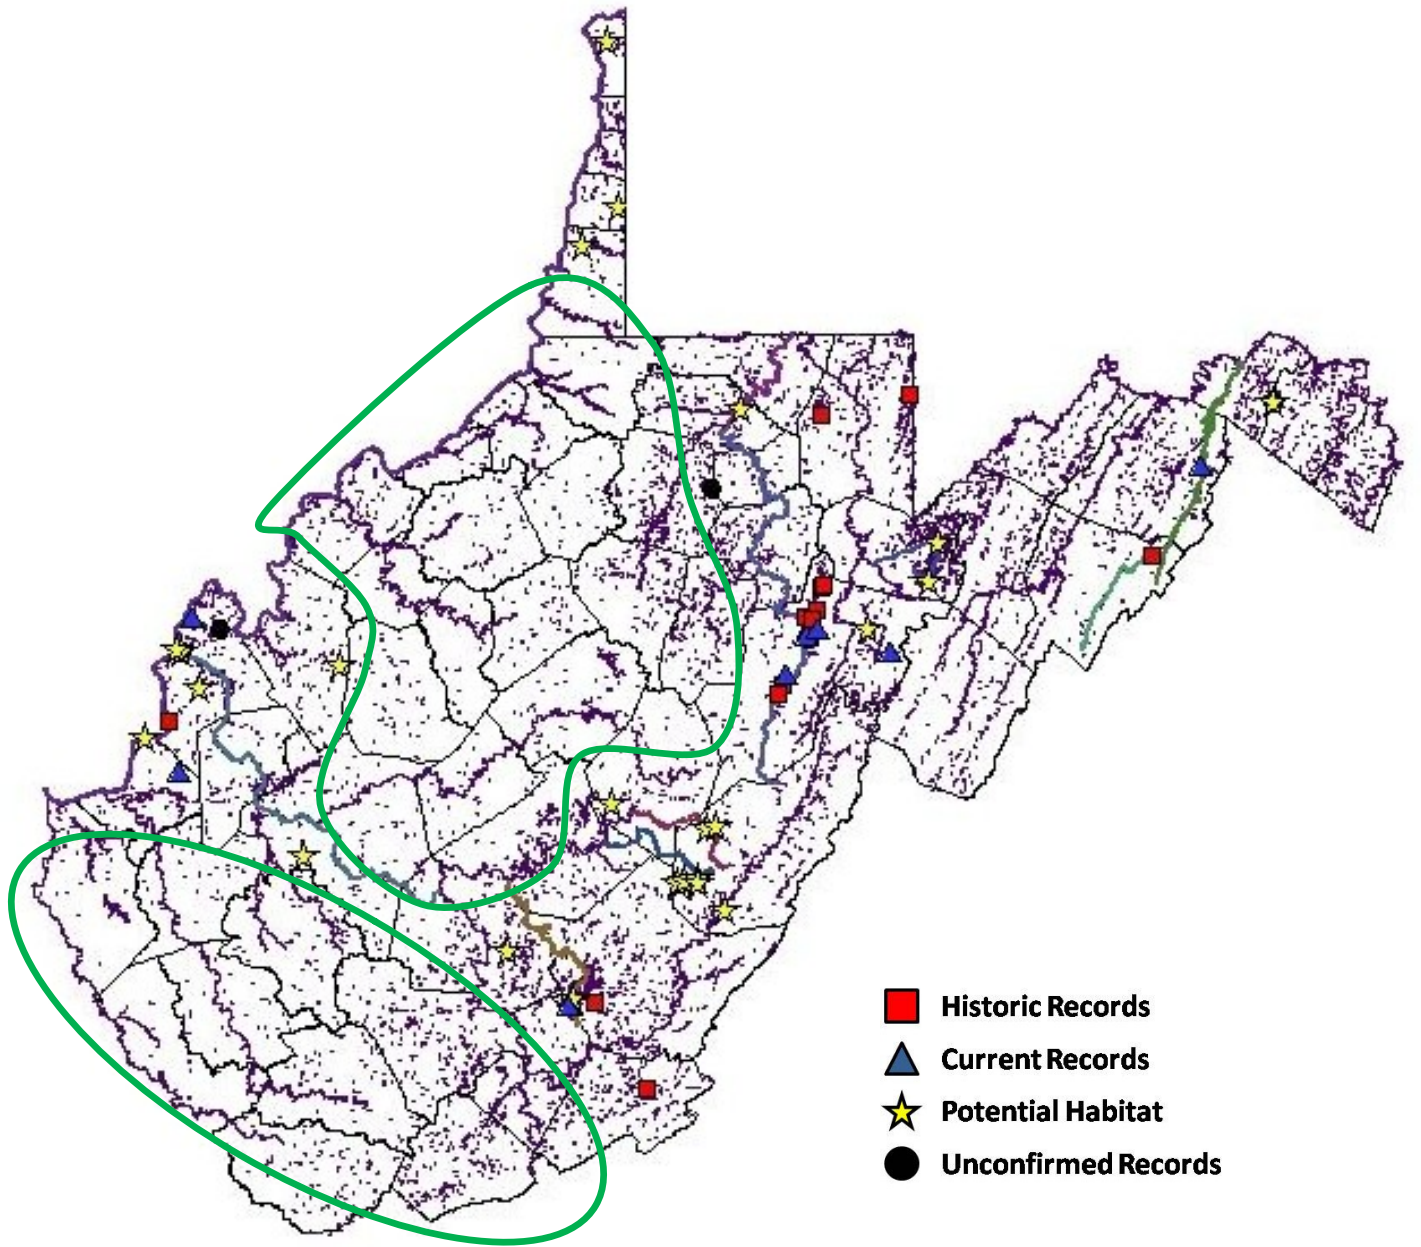 Historic Records
Current Records
Potential Habitat
Unconfirmed Records